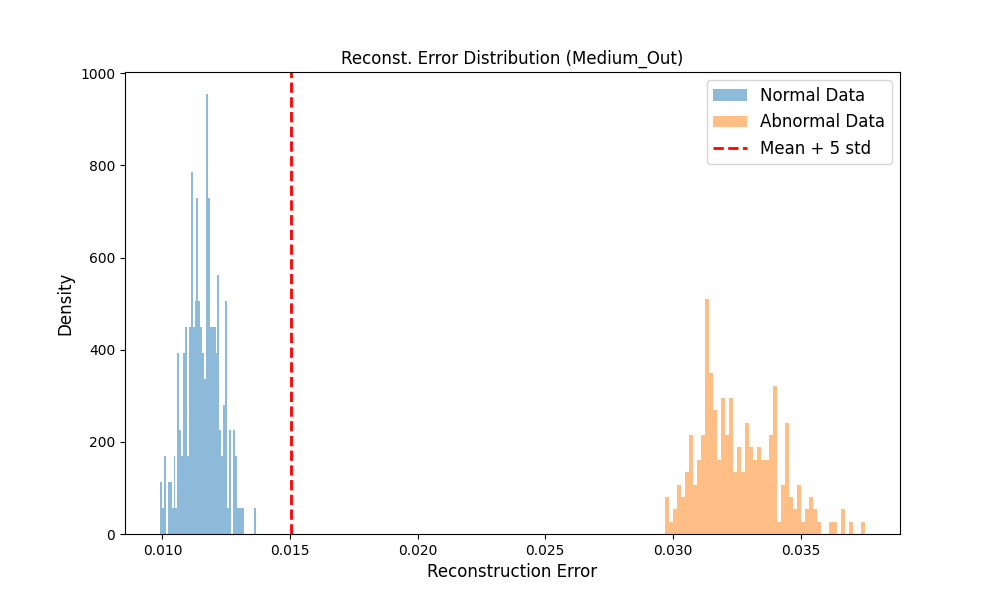 Reconst. Error Distribution (Medium_Out)
1000
800
600
400
200
0
Density
Normal Data
Abnormal Data
Mean + 5 std
0.010
0.015
0.020
0.025
0.030
0.035
Reconstruction Error